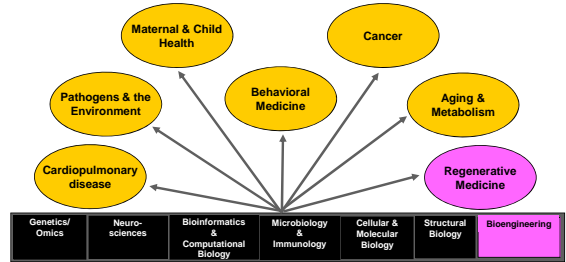 Maternal & Child
Health
Cancer
Behavioral
Medicine
Pathogens & the
Environment
Aging &
Metabolism
Cardiopulmonary
disease
Regenerative
Medicine
Genetics/
Omics
Neuro-
sciences
Bioinformatics
&
Computational
Biology
Microbiology
&
Immunology
Cellular &
Molecular
Biology
Structural
Biology
Bioengineering